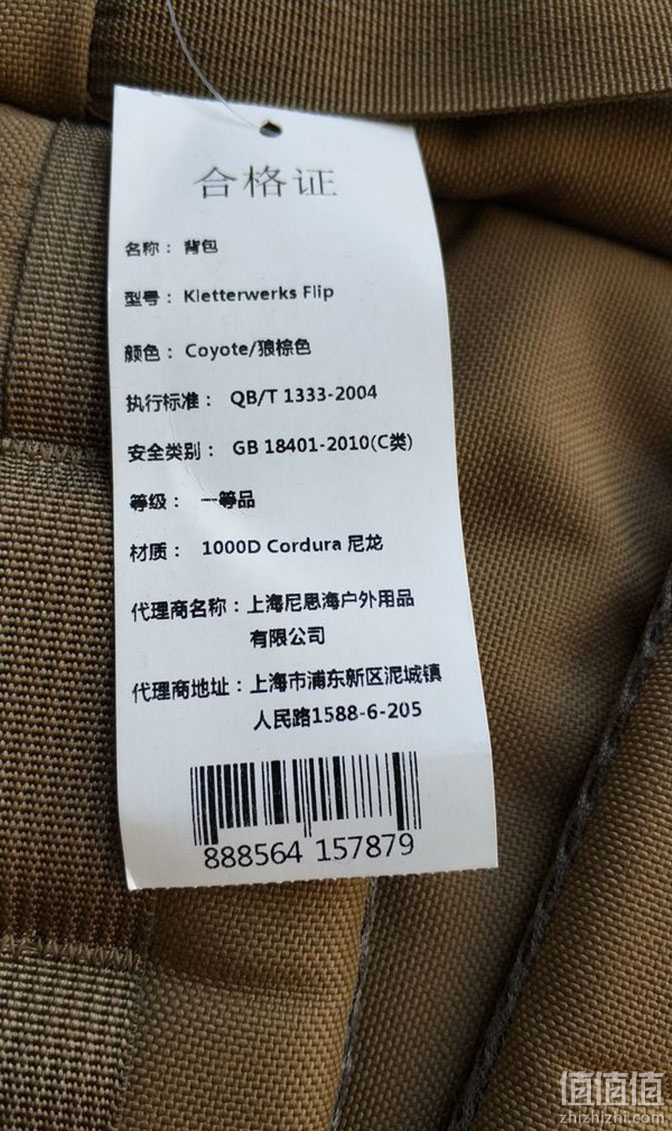 合格证
名称： 背包
型号： Kletterwerks Flip
颜色： Coyote/狼棕色
执行标准： QB/T 1333-2004
安全类别： GB 18401-2010(C类)
等级： 一等品
材质： 1000D Cordura 尼龙
代理商名称：上海尼思海户外用品
有限公司
代理商地址：上海市浦东新区泥城镇
人民路1588-6-205
888564 157879
值值值
zhizhizhi.com